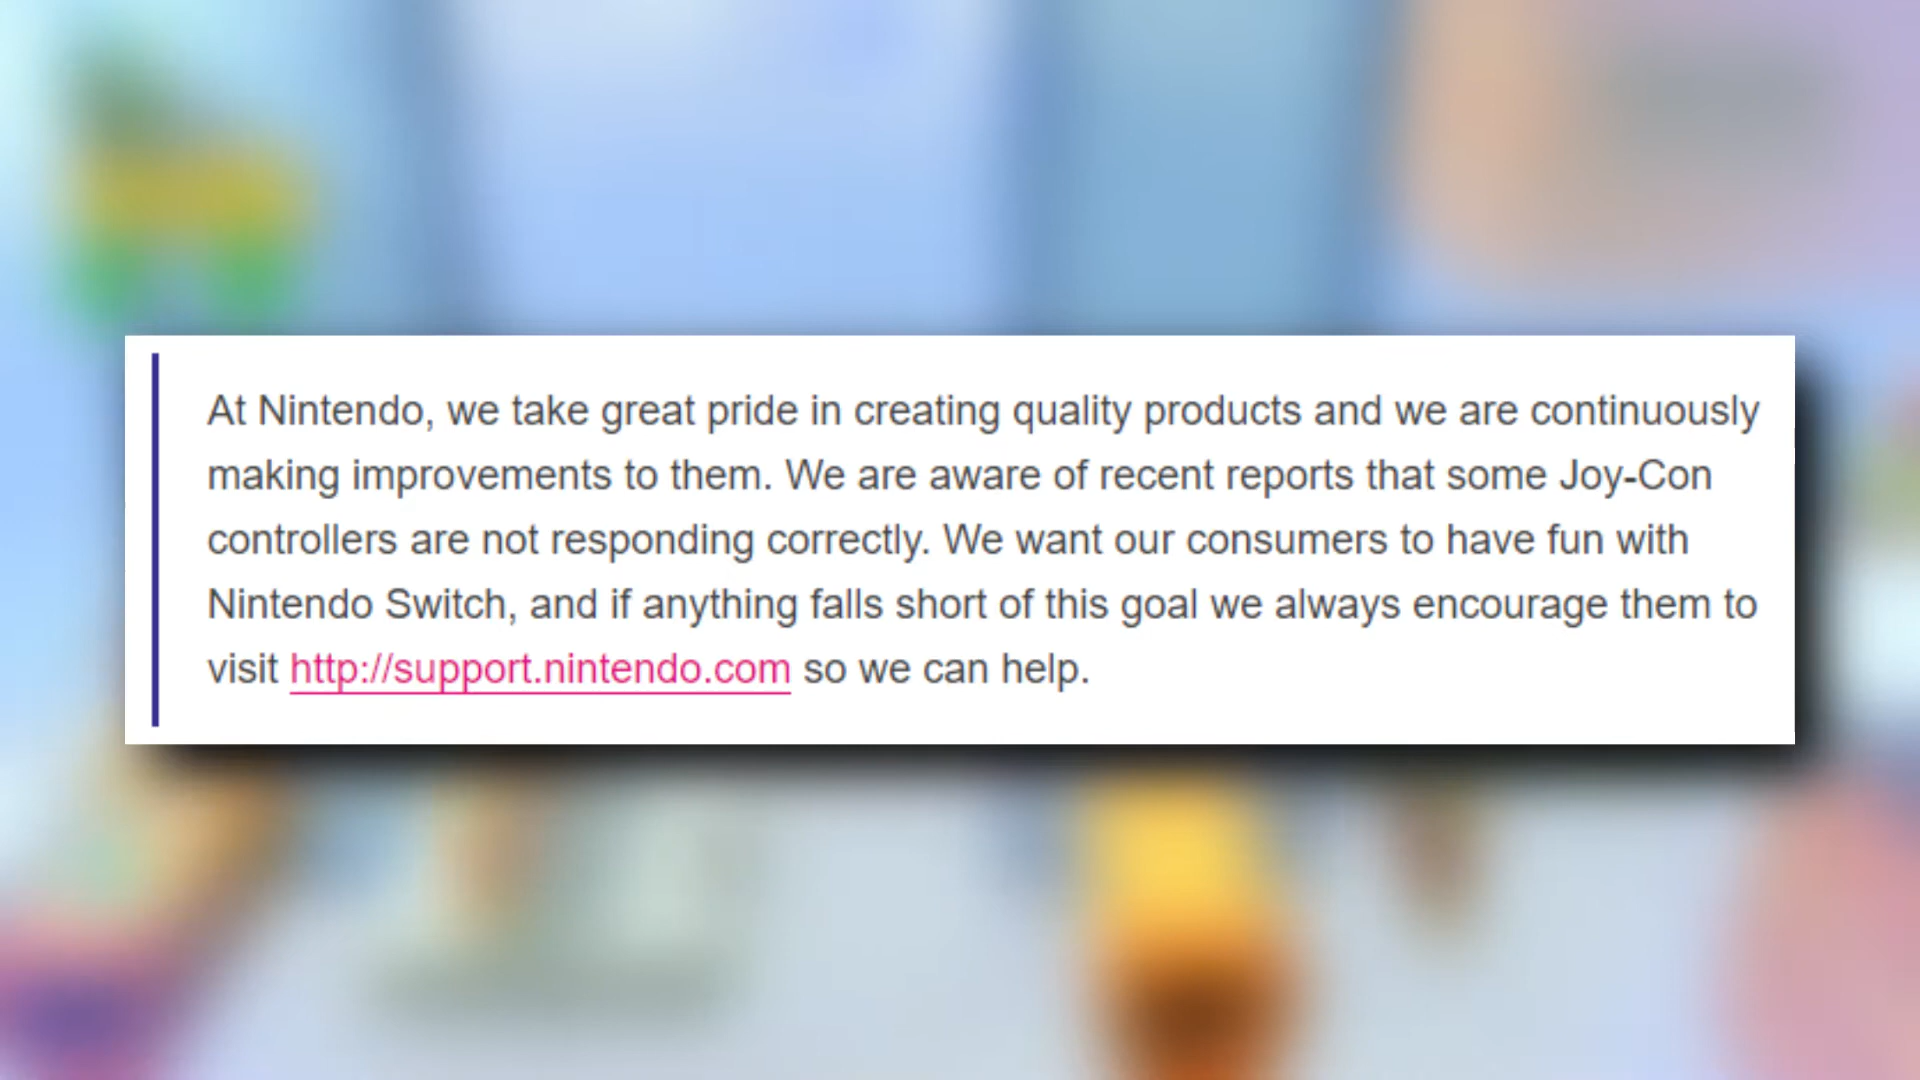 At Nintendo, we take great pride in creating quality products and we are continuously
making improvements to them. We are aware of recent reports that some Joy-Con
controllers are not responding correctly. We want our consumers to have fun with
Nintendo Switch, and if anything falls short of this goal we always encourage them to
visit http://support.nintendo.com so we can help.